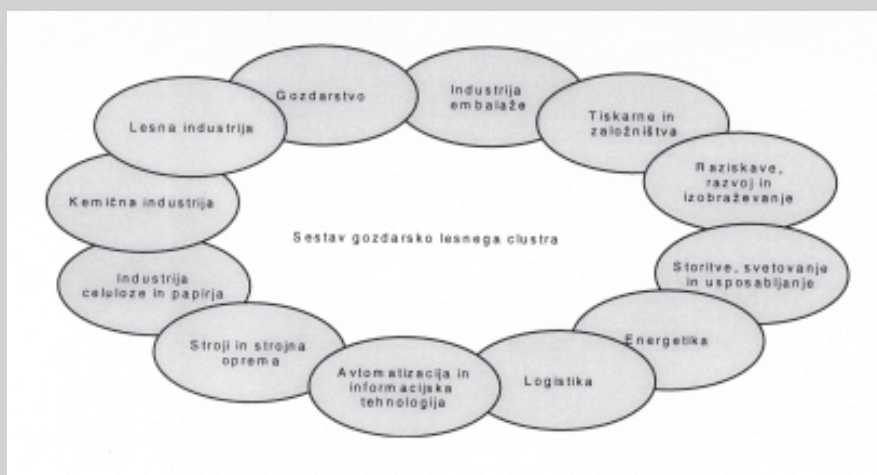 Gozdarstvo
Industrija
embalaže
Tiskarne in
založništva
Raziskave,
razvoj in
izobraževanje
Storitve, svetovanje
in usposabljanje
Energetika
Logistika
Avtomatizacija in
informacijska
tehnologija
Stroji in strojna
oprema
Industrija
celuloze in papirja
Kemična industrija
Lesna industrija
Sestav gozdarsko lesnega clustra